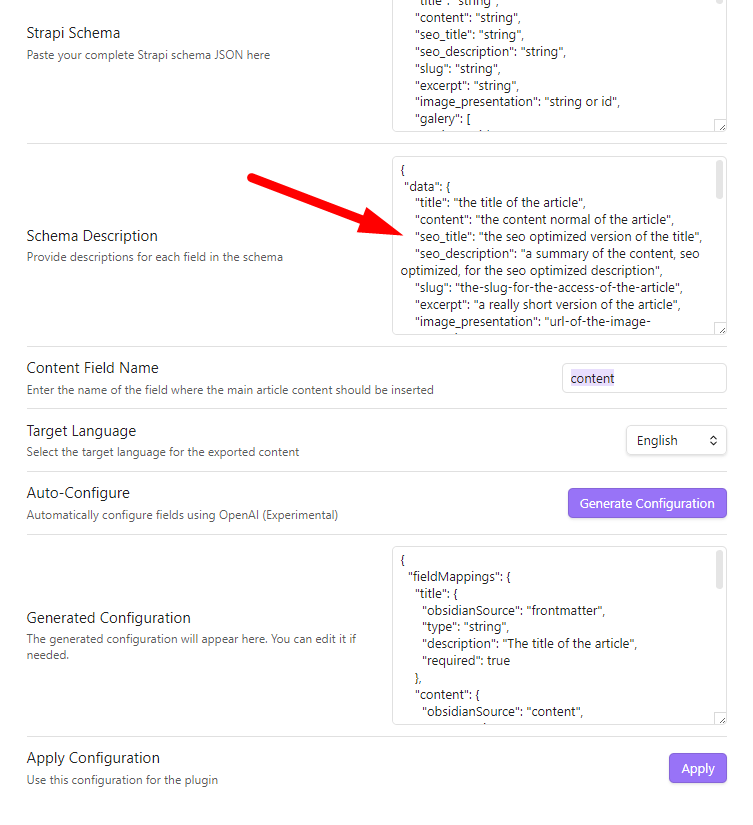 Strapi Schema
Paste your complete Strapi schema JSON here
"content": "string",
"seo_title": "string",
"seo_description": "string",
"slug": "string",
"excerpt": "string",
"image_presentation": "string or id",
"galery": [
Schema Description
Provide descriptions for each field in the schema
{
"data": {
"title": "the title of the article",
"content": "the content normal of the article",
"seo_title": "the seo optimized version of the title",
"seo_description": "a summary of the content, seo
optimized, for the seo optimized description",
"slug": "the-slug-for-the-access-of-the-article",
"excerpt": "a really short version of the article",
"image_presentation": "url-of-the-image-
Content Field Name
Enter the name of the field where the main article content should be inserted
content
Target Language
Select the target language for the exported content
English
Auto-Configure
Automatically configure fields using OpenAI (Experimental)
Generate Configuration
Generated Configuration
The generated configuration will appear here. You can edit it if
needed.
{
"fieldMappings": {
"title": {
"obsidianSource": "frontmatter",
"type": "string",
"description": "The title of the article",
"required": true
},
"content": {
"obsidianSource": "content",
Apply Configuration
Use this configuration for the plugin
Apply